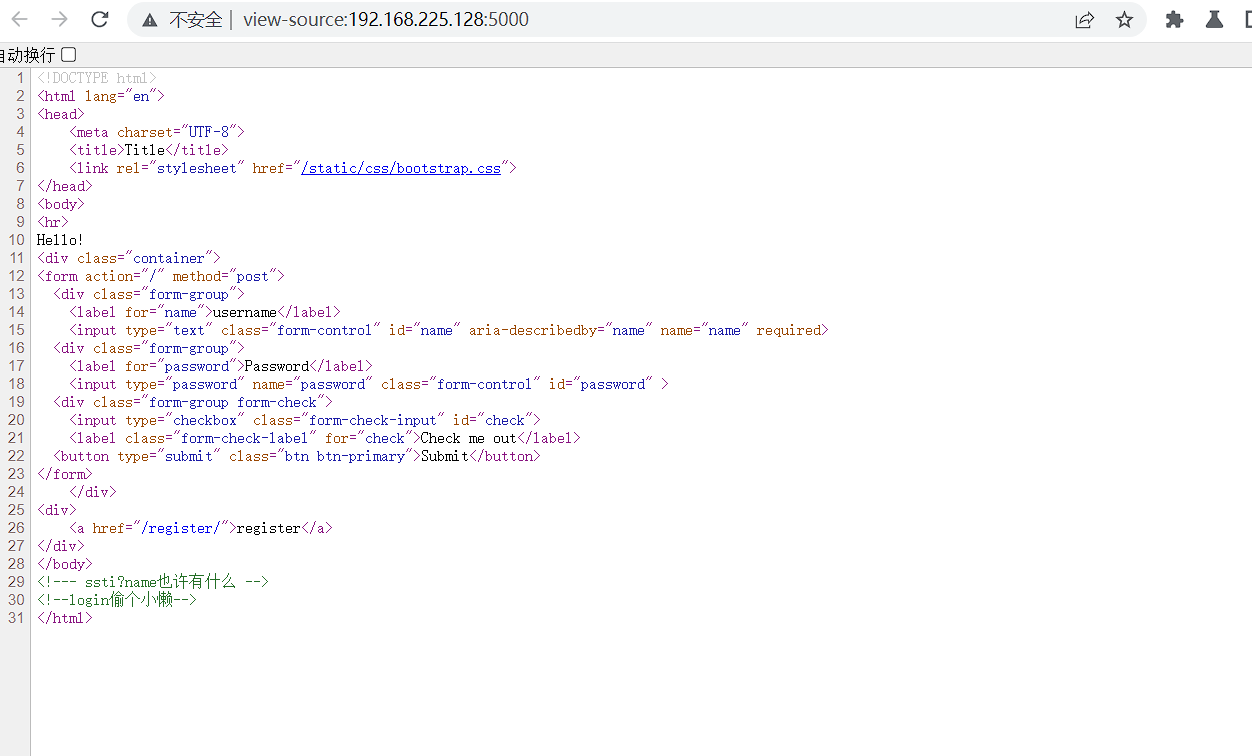 不安全 | view-source:192.168.225.128:5000
自动换行
1 <!DOCTYPE html>
2 <html lang="en">
3 <head>
4     <meta charset="UTF-8">
5     <title>Title</title>
6     <link rel="stylesheet" href="/static/css/bootstrap.css">
7 </head>
8 <body>
9 <hr>
10 Hello!
11 <div class="container">
12 <form action="/" method="post">
13   <div class="form-group">
14     <label for="name">username</label>
15     <input type="text" class="form-control" id="name" aria-describedby="name" name="name" required>
16   <div class="form-group">
17     <label for="password">Password</label>
18     <input type="password" name="password" class="form-control" id="password" >
19   <div class="form-group form-check">
20     <input type="checkbox" class="form-check-input" id="check">
21     <label class="form-check-label" for="check">Check me out</label>
22   <button type="submit" class="btn btn-primary">Submit</button>
23 </form>
24     </div>
25 <div>
26     <a href="/register/">register</a>
27 </div>
28 </body>
29 <!--- ssti?name也许有什么 -->
30 <!--login偷个小懒-->
31 </html>